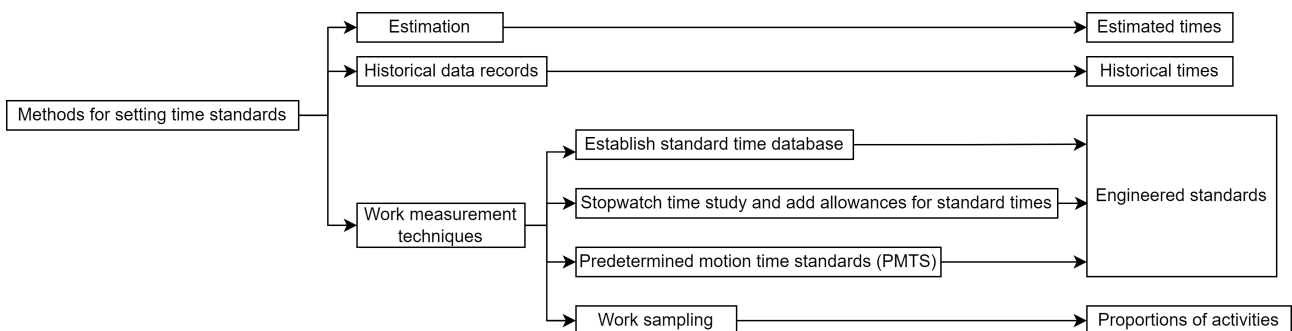 Estimation
Estimated times
Historical data records
Historical times
Methods for setting time standards
Establish standard time database
Stopwatch time study and add allowances for standard times
Engineered standards
Work measurement
techniques
Predetermined motion time standards (PMTS)
Work sampling
Proportions of activities